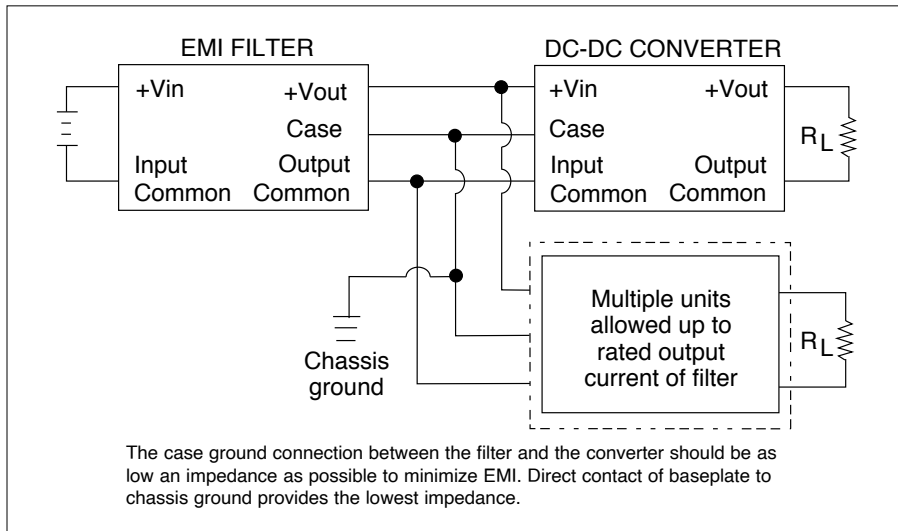 EMI FILTER
DC-DC CONVERTER
+Vin
+Vout
Case
Input
Common
Output
Common
+Vin
+Vout
Case
Input
Common
Output
Common
RL
Chassis
ground
Multiple units
allowed up to
rated output
current of filter
RL
The case ground connection between the filter and the converter should be as
low an impedance as possible to minimize EMI. Direct contact of baseplate to
chassis ground provides the lowest impedance.